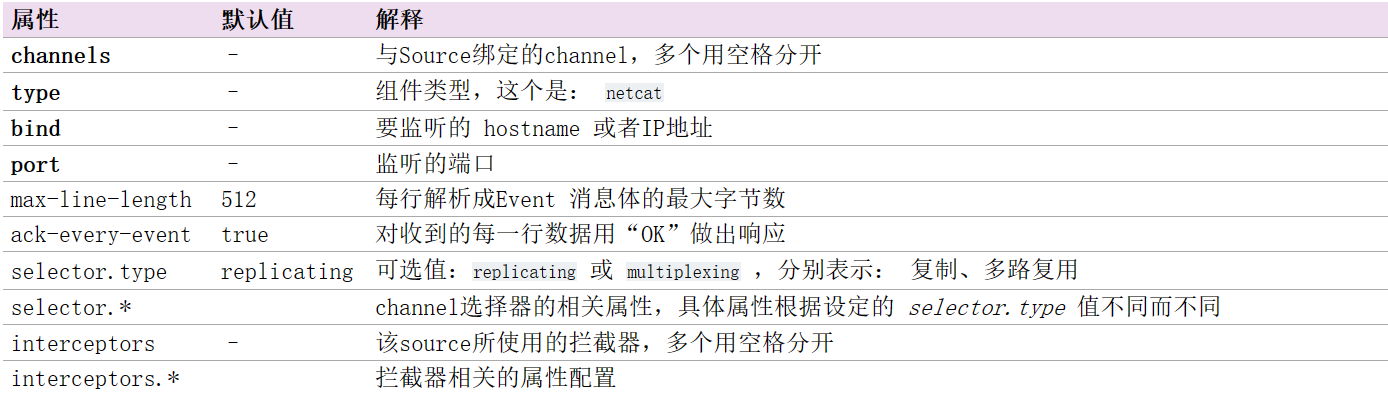 属性 默认值 解释
channels - 与Source绑定的channel，多个用空格分开
type - 组件类型，这个是： netcat
bind - 要监听的 hostname 或者IP地址
port - 监听的端口
max-line-length 512 每行解析成Event 消息体的最大字节数
ack-every-event true 对收到的每一行数据用“OK”做出响应
selector.type replicating 可选值：replicating 或 multiplexing ，分别表示： 复制、多路复用
selector.* channel选择器的相关属性，具体属性根据设定的 selector.type 值不同而不同
interceptors - 该source所使用的拦截器，多个用空格分开
interceptors.* 拦截器相关的属性配置